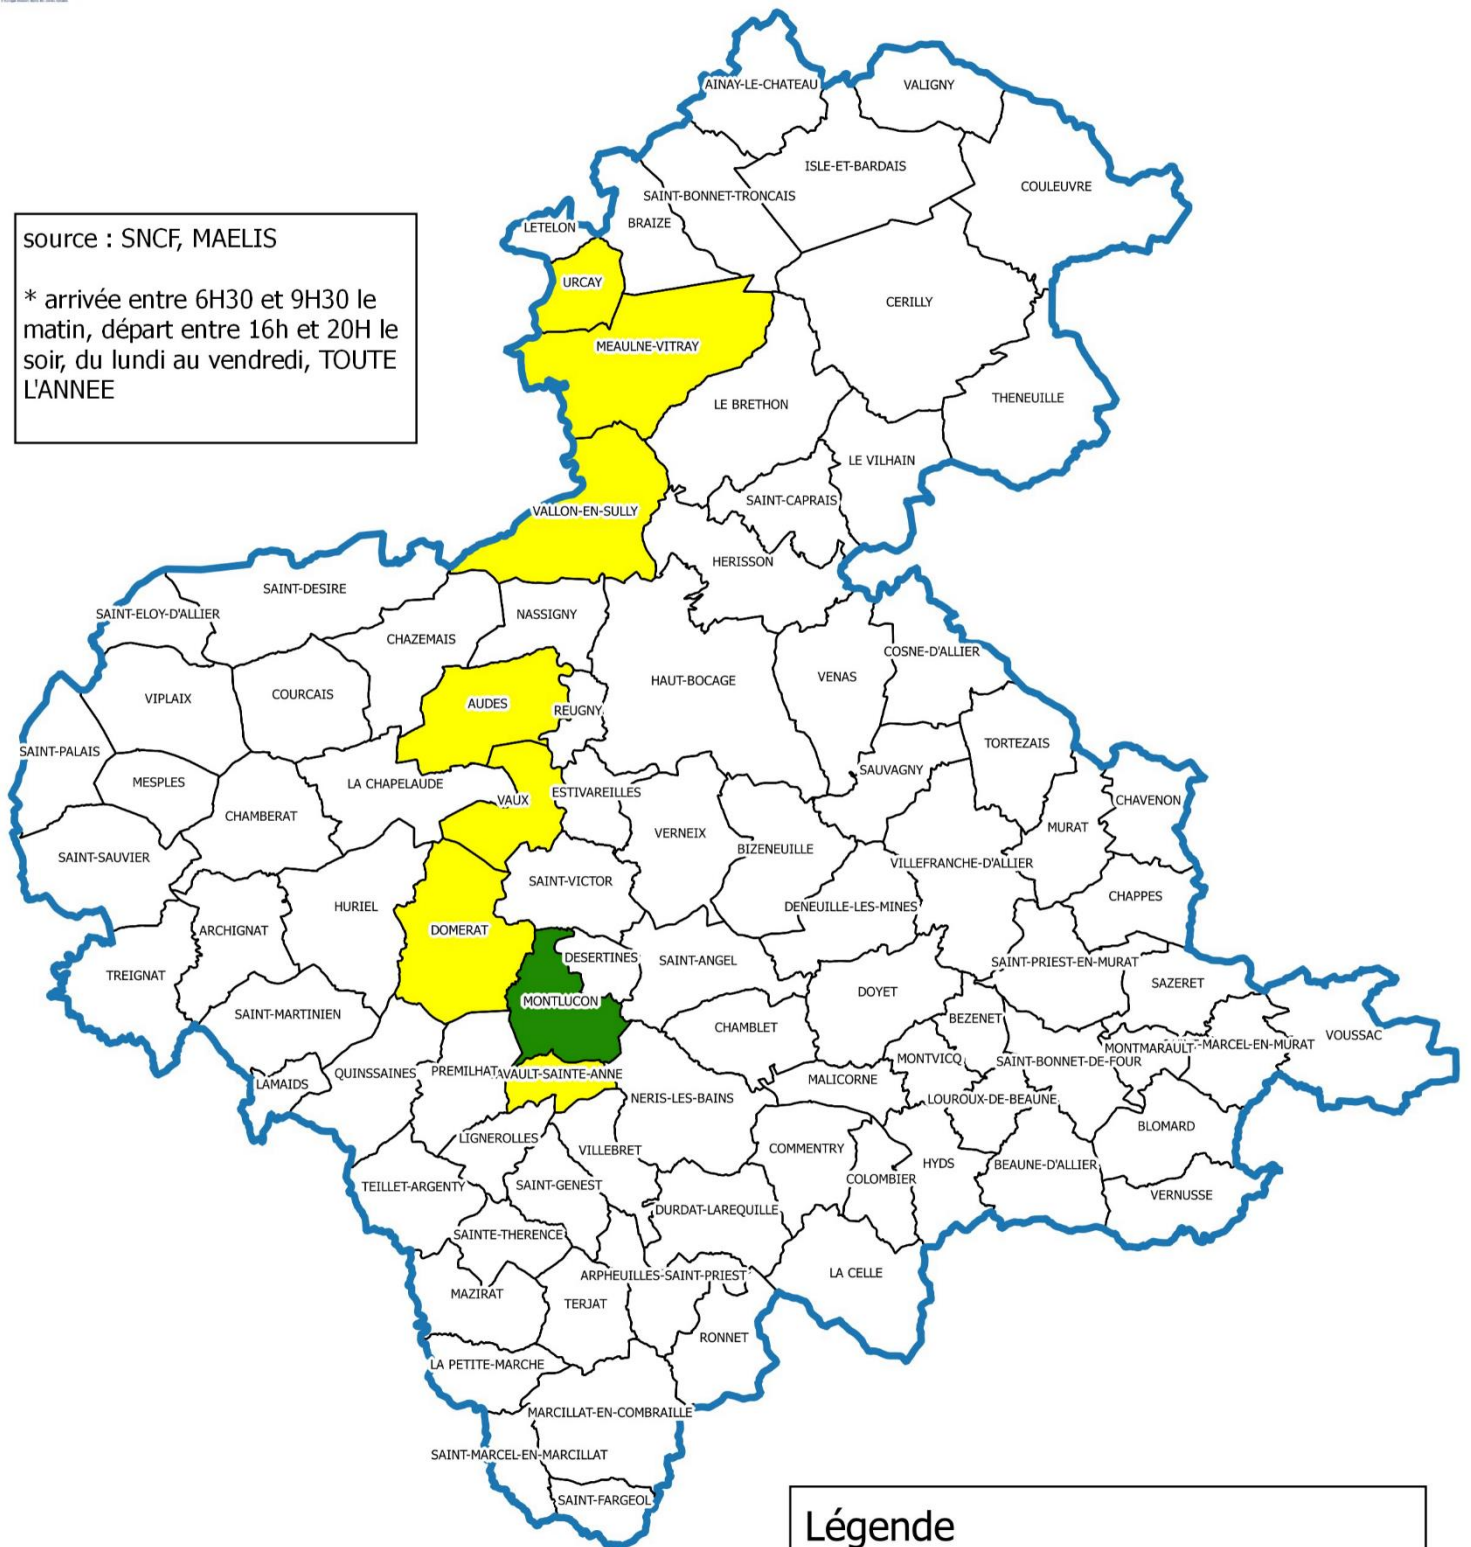 source : SNCF, MAELIS
* arrivée entre 6H30 et 9H30 le
matin, départ entre 16h et 20H le
soir, du lundi au vendredi, TOUTE
L'ANNEE
AINAY-LE-CHATEAU
VALIGNY
ISLE-ET-BARDAIS
COULEUVRE
SAINT-BONNET-TRONCAIS
BRAIZE
LETELON
URCAY
CERILLY
MEAULNE-VITRAY
LE BRETHON
THENEUILLE
LE VILHAIN
SAINT-CAPRAIS
VALLON-EN-SULLY
HERISSON
SAINT-DESIRE
SAINT-ELOY-D'ALLIER
NASSIGNY
CHAZEMAIS
COSNE-D'ALLIER
VENAS
HAUT-BOCAGE
COURCAIS
VIPLAIX
AUDES
REUGNY
TORTEZAIS
SAINT-PALAIS
SAUVAGNY
MESPLES
LA CHAPELAUDE
ESTIVAREILLES
VAUX
CHAVENON
CHAMBERAT
MURAT
VERNEIX
BIZENEUILLE
SAINT-SAUVIER
VILLEFRANCHE-D'ALLIER
SAINT-VICTOR
CHAPPES
HURIEL
DENEUILLE-LES-MINES
ARCHIGNAT
DOMERAT
DESERTINES
SAINT-ANGEL
SAINT-PRIEST-EN-MURAT
TREIGNAT
SAZERET
DOYET
MONTLUCON
SAINT-MARTINIEN
BEZENET
CHAMBLET
VOUSSAC
MONTMARAULT
-MARCEL-EN-MURAT
MONTVICQ
SAINT-BONNET-DE-FOUR
QUINSSAINES
PREMILHAT
AVAULT-SAINTE-ANNE
MALICORNE
LAMAIDS
NERIS-LES-BAINS
LOUROUX-DE-BEAUNE
BLOMARD
LIGNEROLLES
VILLEBRET
COMMENTRY
HYDS
BEAUNE-D'ALLIER
COLOMBIER
TEILLET-ARGENTY
SAINT-GENEST
VERNUSSE
DURDAT-LAREQUILLE
SAINTE-THERENCE
LA CELLE
ARPHEUILLES-SAINT-PRIEST
MAZIRAT
TERJAT
RONNET
LA PETITE-MARCHE
MARCILLAT-EN-COMBRAILLE
SAINT-MARCEL-EN-MARCILLAT
SAINT-FARGEOL
Légende